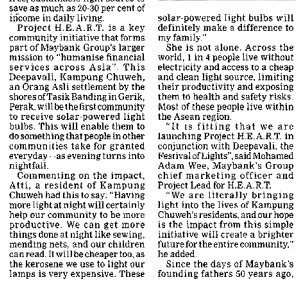 save as much as 20-30 per cent of
income in daily living.
Project H.E.A.R.T. is a key
community initiative that forms
part of Maybank Group's larger
mission to "humanise financial
services across Asia". This
Deepavali, Kampung Chuweh,
an Orang Asli settlement by the
shores of Tasik Banding in Gerik,
Perak, will be the first community
to receive solar-powered light
bulbs. This will enable them to
do something that people in other
communities take for granted
everyday - as evening turns into
nightfall.
Commenting on the impact,
Atti, a resident of Kampung
Chuweh had this to say: "Having
more light at night will certainly
help our community to be more
productive. We can get more
things done at night like sewing,
mending nets, and our children
can read. It will be cheaper too, as
the kerosene we use to light our
lamps is very expensive. These
solar-powered light bulbs will
definitely make a difference to
my family."
She is not alone. Across the
world, 1 in 4 people live without
electricity and access to a cheap
and clean light source, limiting
their productivity and exposing
them to health and safety risks.
Most of these people live within
the Asean region.
"It is fitting that we are
launching Project H.E.A.R.T. in
conjunction with Deepavali, the
Festival of Lights", said Mohamed
Adam Wee, Maybank's Group
chief marketing officer and
Project Lead for H.E.A.R.T.
"We are literally bringing
light into the lives of Kampung
Chuweh's residents, and our hope
is the impact from this simple
initiative will create a brighter
future for the entire community,"
he added.
Since the days of Maybank's
founding fathers 50 years ago,